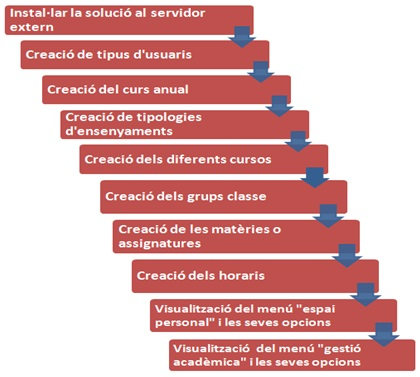 Instal·lar la solució al servidor
extern
Creació de tipus d'usuaris
Creació del curs anual
Creació de tipologies
d'ensenyaments
Creació dels diferents cursos
Creació dels grups classe
Creació de les matèries o
assignatures
Creació dels horaris
Visualització del menú "espai
personal" i les seves opcions
Visualització del menú "gestió
acadèmica" i les seves opcions